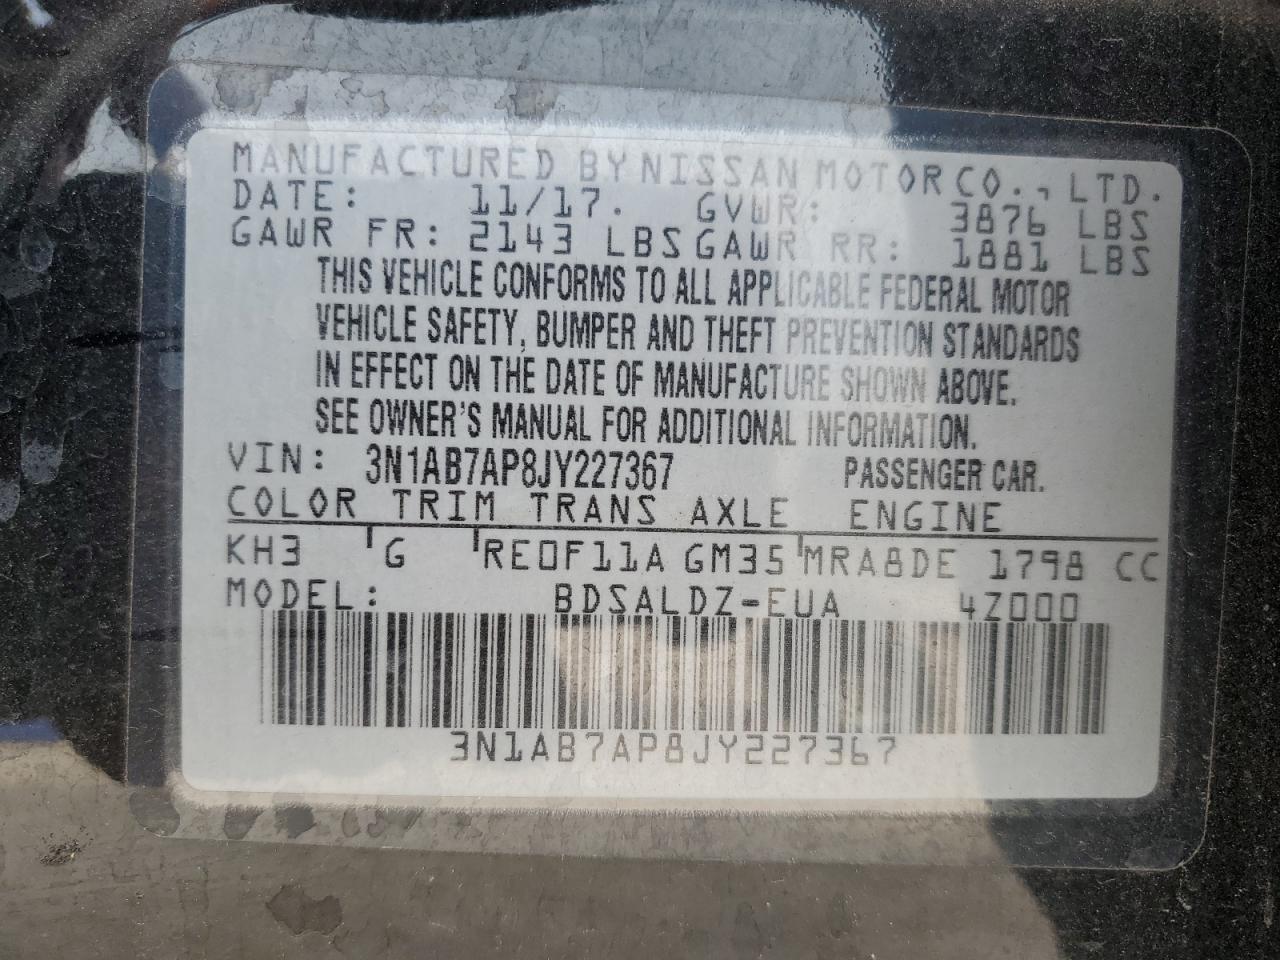 MANUFACTURED BY NISSAN MOTOR CO., LTD.
DATE: 11/17. GVWR: 3876 LBS
GAWR FR: 2143 LBS GAWR RR: 1881 LBS
THIS VEHICLE CONFORMS TO ALL APPLICABLE FEDERAL MOTOR
VEHICLE SAFETY, BUMPER AND THEFT PREVENTION STANDARDS
IN EFFECT ON THE DATE OF MANUFACTURE SHOWN ABOVE.
SEE OWNER'S MANUAL FOR ADDITIONAL INFORMATION.
VIN: 3N1AB7AP8JY227367 PASSENGER CAR.
COLOR TRIM TRANS AXLE ENGINE
KH3 G RE0F11A GM35 MRA8DE 1798 CC
MODEL: BDSALDZ-EUA 4Z000
3N1AB7AP8JY227367